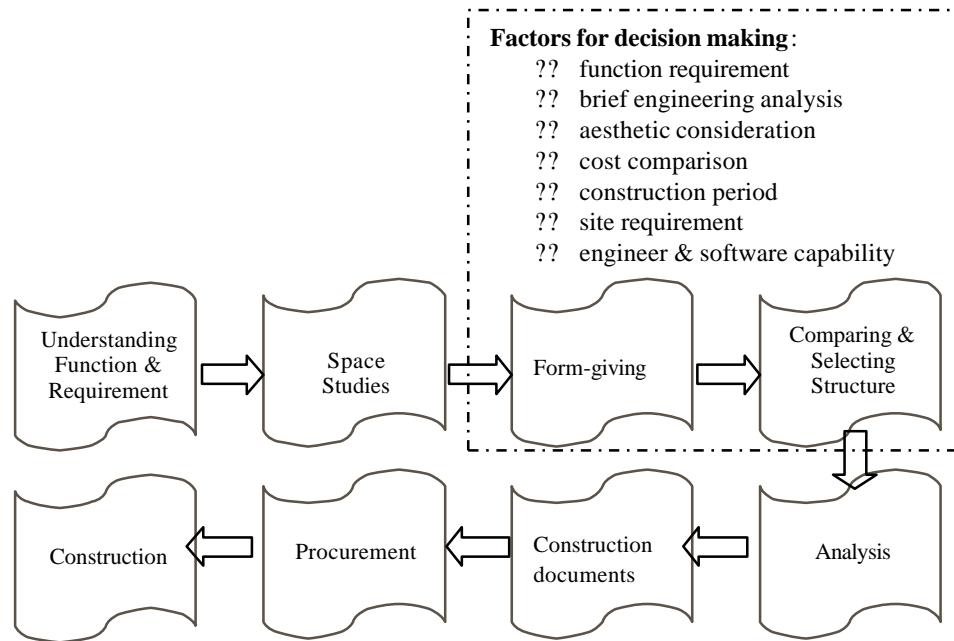 Factors for decision making:
?? function requirement
?? brief engineering analysis
?? aesthetic consideration
?? cost comparison
?? construction period
?? site requirement
?? engineer & software capability
Understanding
Function &
Requirement
Space
Studies
Form-giving
Comparing &
Selecting
Structure
Analysis
Construction
documents
Procurement
Construction